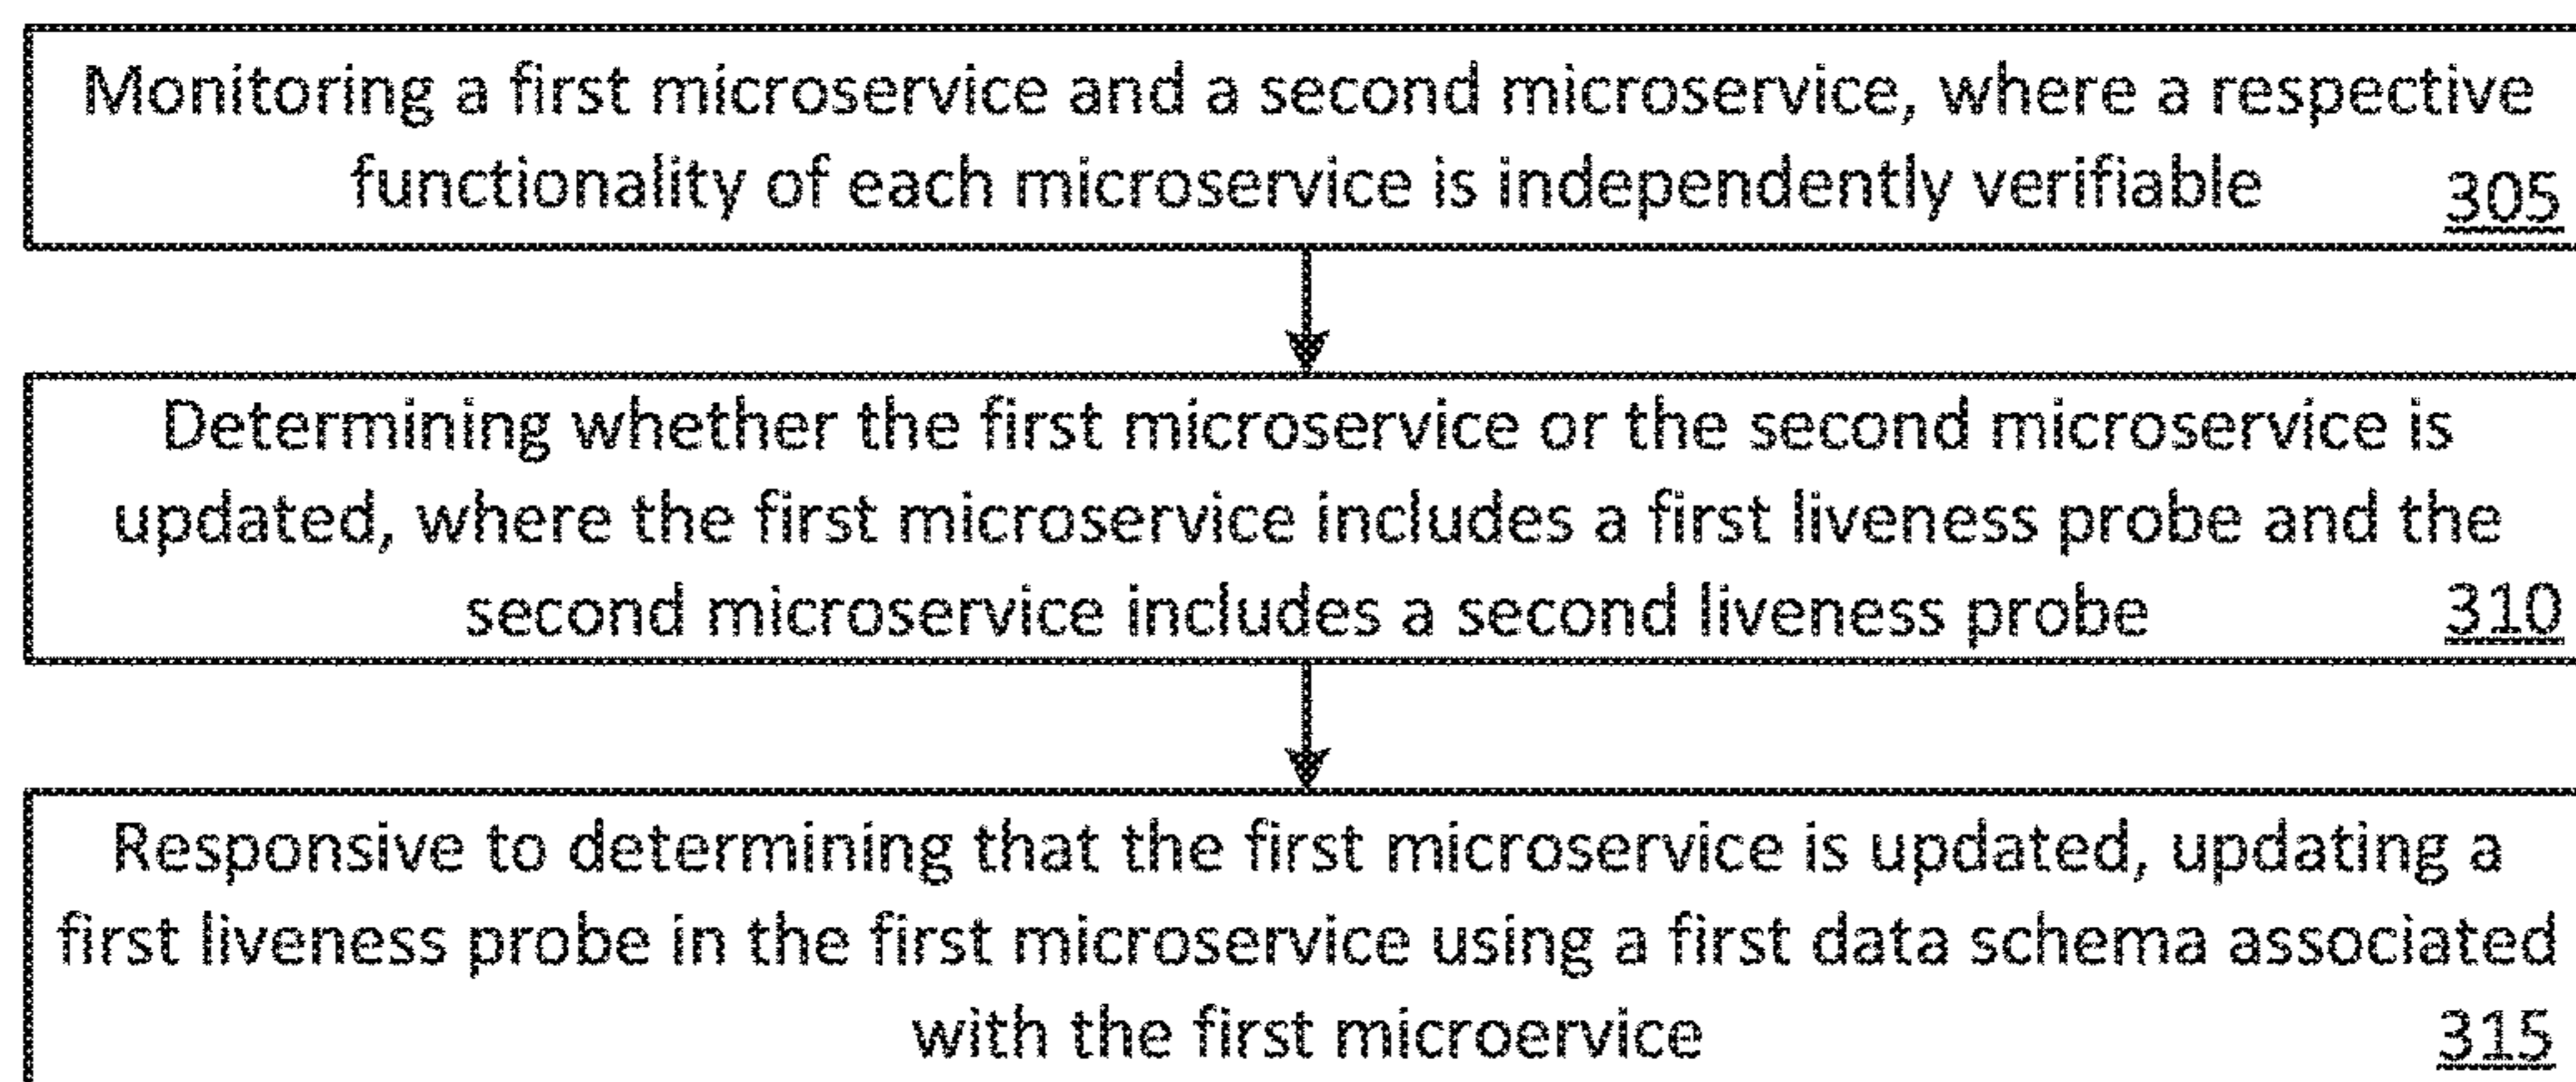 Monitoring a first microservice and a second microservice, where a respective
functionality of each microservice is independently verifiable 305
Determining whether the first microservice or the second microservice is
updated, where the first microservice includes a first liveness probe and the
second microservice includes a second liveness probe 310
Responsive to determining that the first microservice is updated, updating a
first liveness probe in the first microservice using a first data schema associated
with the first microervice 315